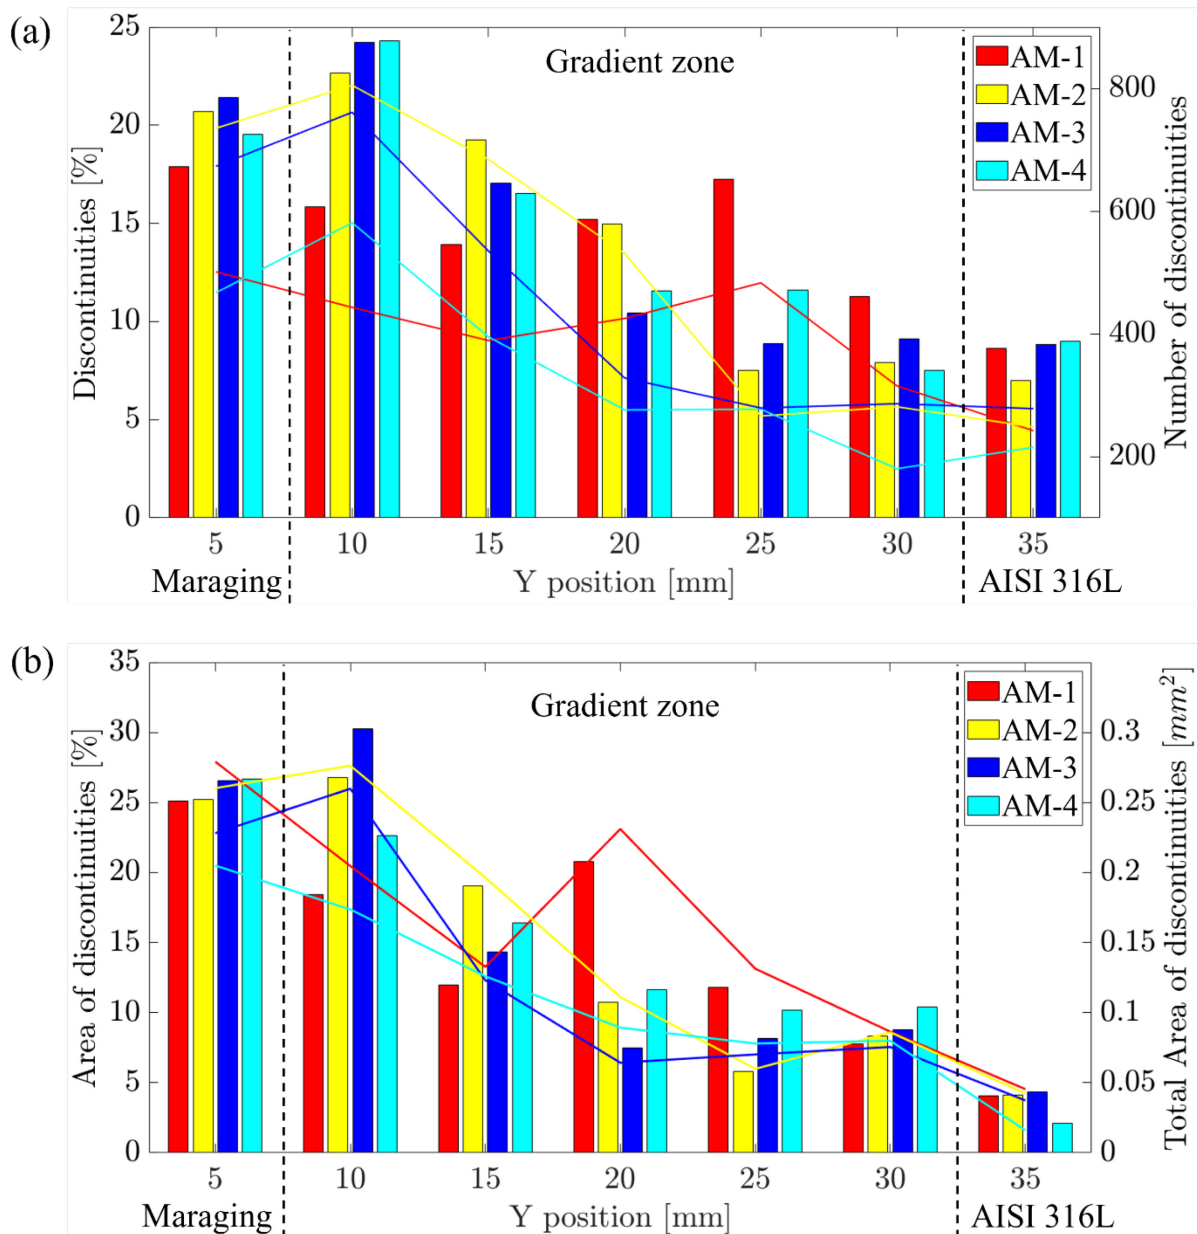 (a)
Gradient zone
AM-1
AM-2
AM-3
AM-4
Discontinuities [%]
25
20
15
10
5
0
Number of discontinuities
800
600
400
200
5 10 15 20 25 30 35
Maraging Y position [mm] AISI 316L
(b)
Gradient zone
AM-1
AM-2
AM-3
AM-4
Area of discontinuities [%]
35
30
25
20
15
10
5
0
Total Area of discontinuities [mm²]
0.3
0.25
0.2
0.15
0.1
0.05
0
5 10 15 20 25 30 35
Maraging Y position [mm] AISI 316L